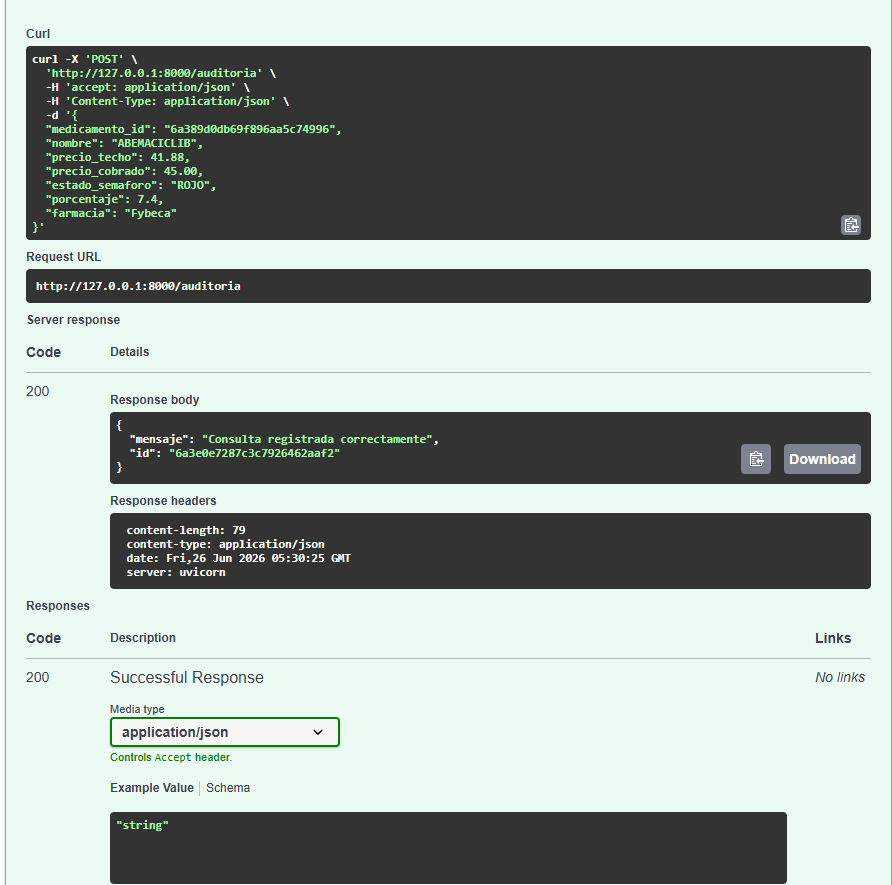 Curl
curl -X 'POST' \
  'http://127.0.0.1:8000/auditoria' \
  -H 'accept: application/json' \
  -H 'Content-Type: application/json' \
  -d '{
  "medicamento_id": "6a389d0db69f896aa5c74996",
  "nombre": "ABEMACICLIB",
  "precio_techo": 41.88,
  "precio_cobrado": 45.00,
  "estado_semaforo": "ROJO",
  "porcentaje": 7.4,
  "farmacia": "Fybeca"
}'
Request URL
http://127.0.0.1:8000/auditoria
Server response
Code Details
200
Response body
{
  "mensaje": "Consulta registrada correctamente",
  "id": "6a3e0e7287c3c7926462aaf2"
}
Download
Response headers
content-length: 79
content-type: application/json
date: Fri,26 Jun 2026 05:30:25 GMT
server: uvicorn
Responses
Code Description Links
200 Successful Response No links
Media type
application/json
Controls Accept header.
Example Value Schema
"string"